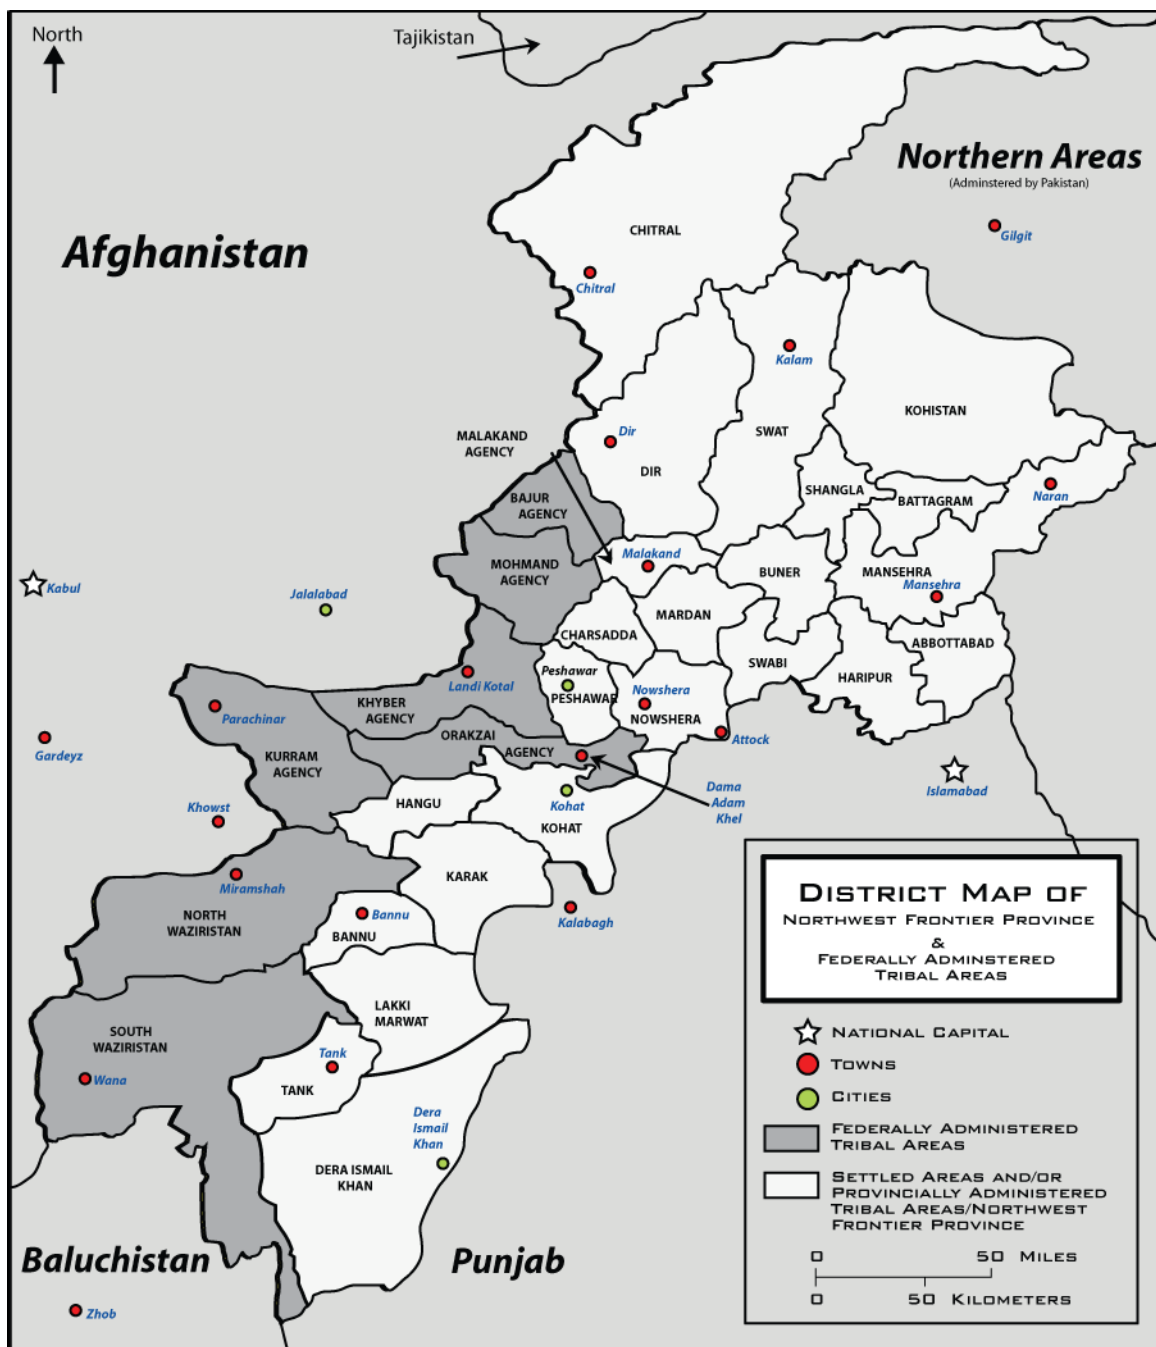 North
Tajikistan
Northern Areas
(Adminstered by Pakistan)
Gilgit
Afghanistan
CHITRAL
Chitral
Kalam
KOHISTAN
Dir
SWAT
MALAKAND
AGENCY
DIR
SHANGLA
BATTAGRAM
Naran
BAJUR
AGENCY
Malakand
MOHMAND
AGENCY
BUNER
MANSEHRA
Mansehra
Kabul
Jalalabad
MARDAN
CHARSADDA
ABBOTTABAD
SWABI
HARIPUR
Peshawar
PESHAWAR
Landi Kotal
Nowshera
NOWSHERA
KHYBER
AGENCY
Parachinar
ORAKZAI
AGENCY
Attock
Gardeyz
KURRAM
AGENCY
Islamabad
Dama
Adam
Khel
HANGU
Kohat
KOHAT
Khowst
KARAK
Miramshah
NORTH
WAZIRISTAN
Bannu
BANNU
Kalabagh
LAKKI
MARWAT
SOUTH
WAZIRISTAN
Wana
Tank
TANK
Dera
Ismail
Khan
DERA ISMAIL
KHAN
Baluchistan
Punjab
Zhob
DISTRICT MAP OF
NORTHWEST FRONTIER PROVINCE
&
FEDERALLY ADMINSTERED
TRIBAL AREAS
NATIONAL CAPITAL
TOWNS
CITIES
FEDERALLY ADMINISTERED
TRIBAL AREAS
SETTLED AREAS AND/OR
PROVINCIALLY ADMINISTERED
TRIBAL AREAS/NORTHWEST
FRONTIER PROVINCE
0 50 MILES
0 50 KILOMETERS